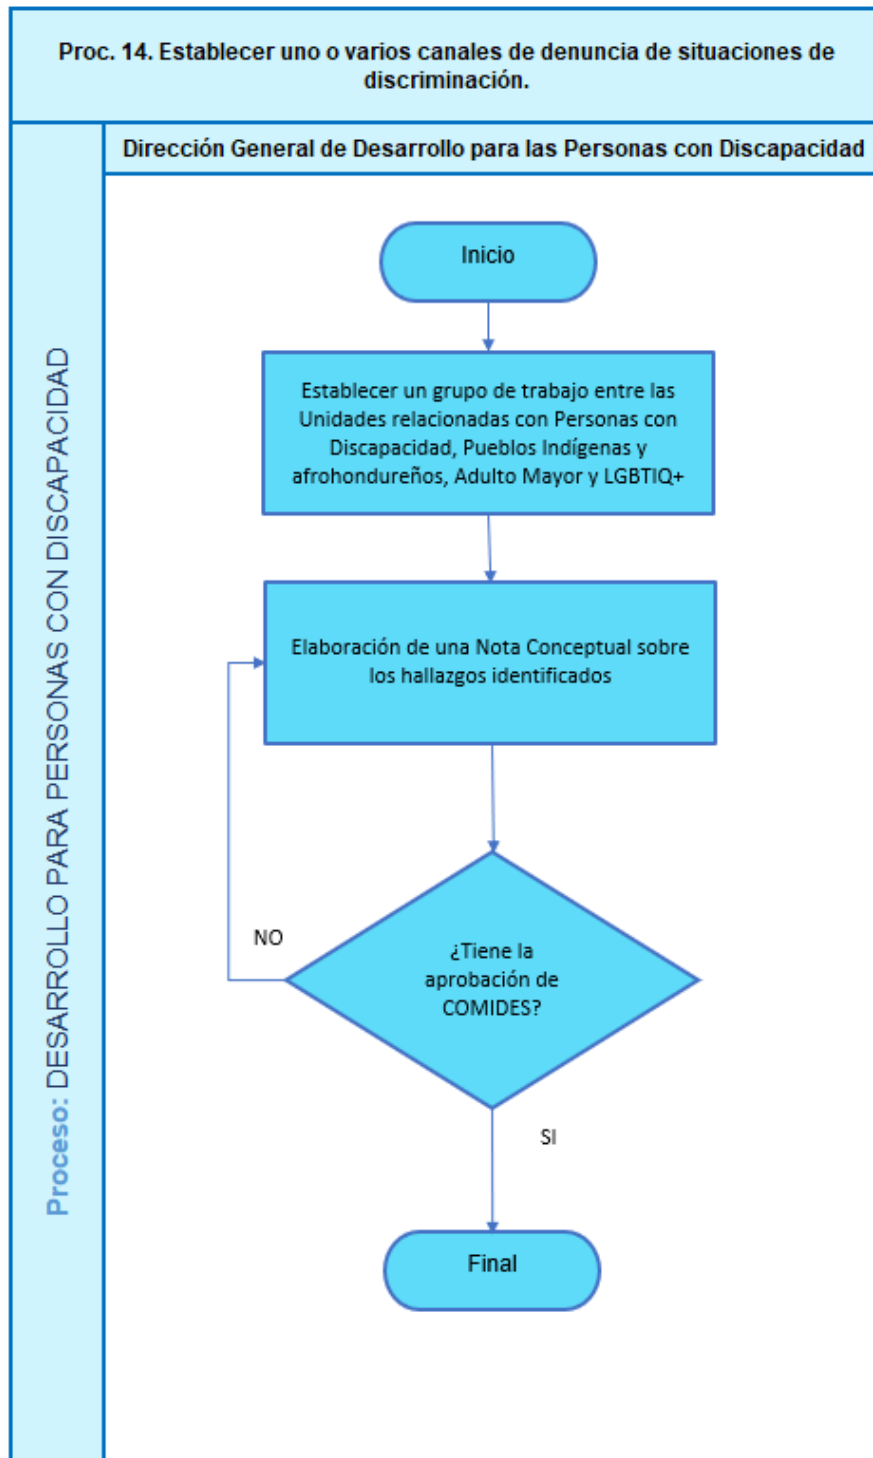 Proc. 14. Establecer uno o varios canales de denuncia de situaciones de
discriminación.
Dirección General de Desarrollo para las Personas con Discapacidad
Proceso: DESARROLLO PARA PERSONAS CON DISCAPACIDAD
Inicio
Establecer un grupo de trabajo entre las
Unidades relacionadas con Personas con
Discapacidad, Pueblos Indígenas y
afrohondureños, Adulto Mayor y LGBTIQ+
Elaboración de una Nota Conceptual sobre
los hallazgos identificados
NO
¿Tiene la
aprobación de
COMIDES?
SI
Final